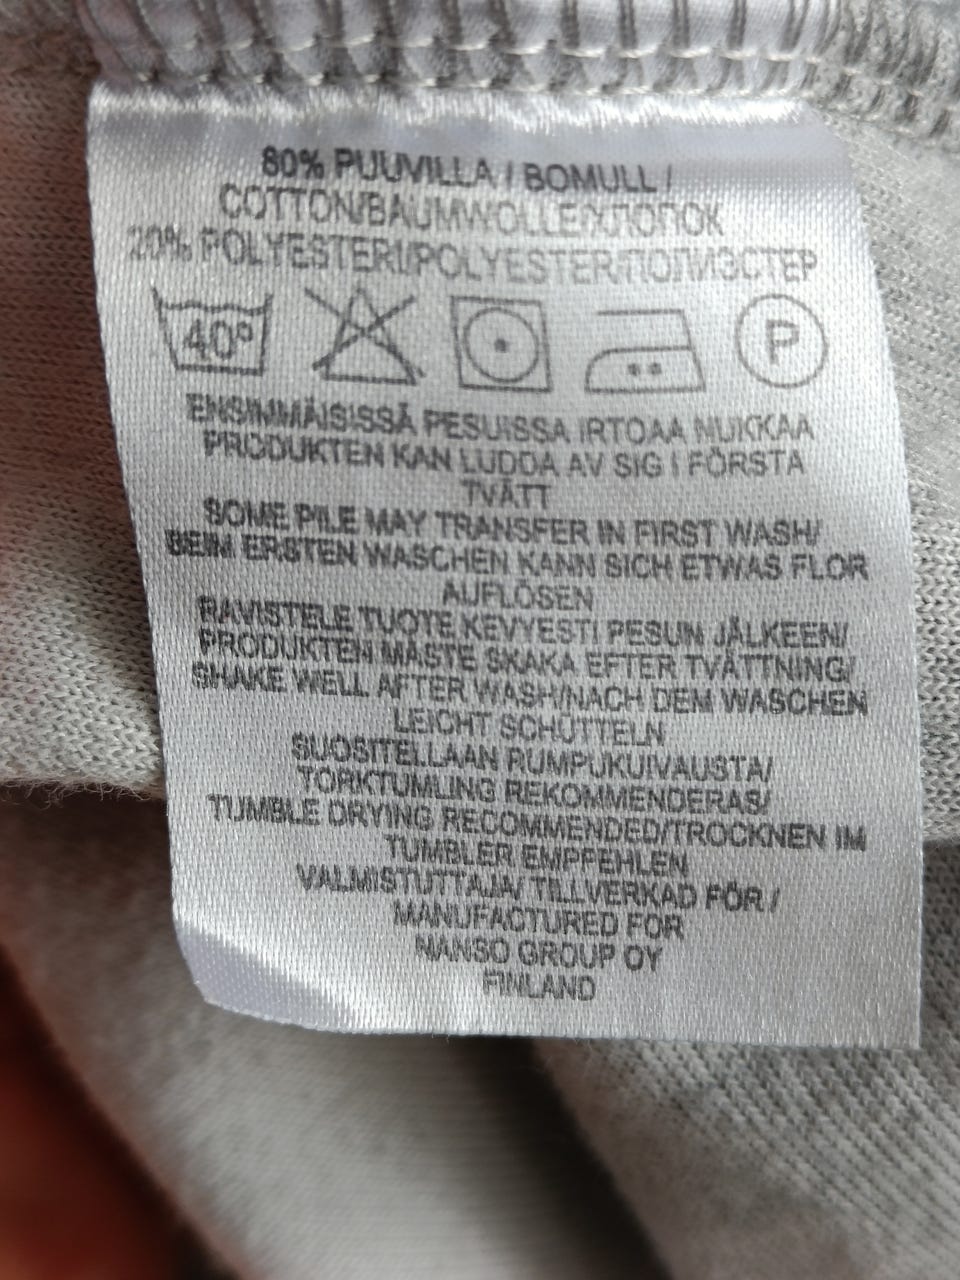 80% PUUVILLA / BOMULL /
COTTON/BAUMWOLLE/ХЛОПОК
20% POLYESTERI/POLYESTER/ПОЛИЭСТЕР
40° P
ENSIMMÄISISSÄ PESUISSA IRTOAA NUKKAA
PRODUKTEN KAN LUDDA AV SIG I FÖRSTA
TVÄTT
SOME PILE MAY TRANSFER IN FIRST WASH/
BEIM ERSTEN WASCHEN KANN SICH ETWAS FLOR
AUFLÖSEN
RAVISTELE TUOTE KEVYESTI PESUN JÄLKEEN/
PRODUKTEN MÅSTE SKAKA EFTER TVÄTTNING/
SHAKE WELL AFTER WASH/NACH DEM WASCHEN
LEICHT SCHÜTTELN
SUOSITELLAAN RUMPUKUIVAUSTA/
TORKTUMLING REKOMMENDERAS/
TUMBLE DRYING RECOMMENDED/TROCKNEN IM
TUMBLER EMPFEHLEN
VALMISTUTTAJA/ TILLVERKAD FÖR /
MANUFACTURED FOR
NANSO GROUP OY
FINLAND